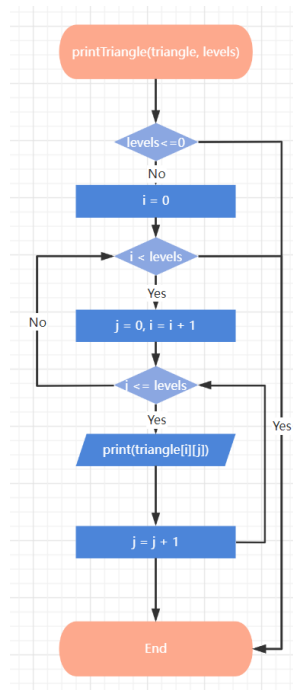 printTriangle(triangle, levels)
levels<=0
No
i = 0
i < levels
Yes
No
j = 0, i = i + 1
j <= levels
Yes
print(triangle[i][j])
Yes
j = j + 1
End